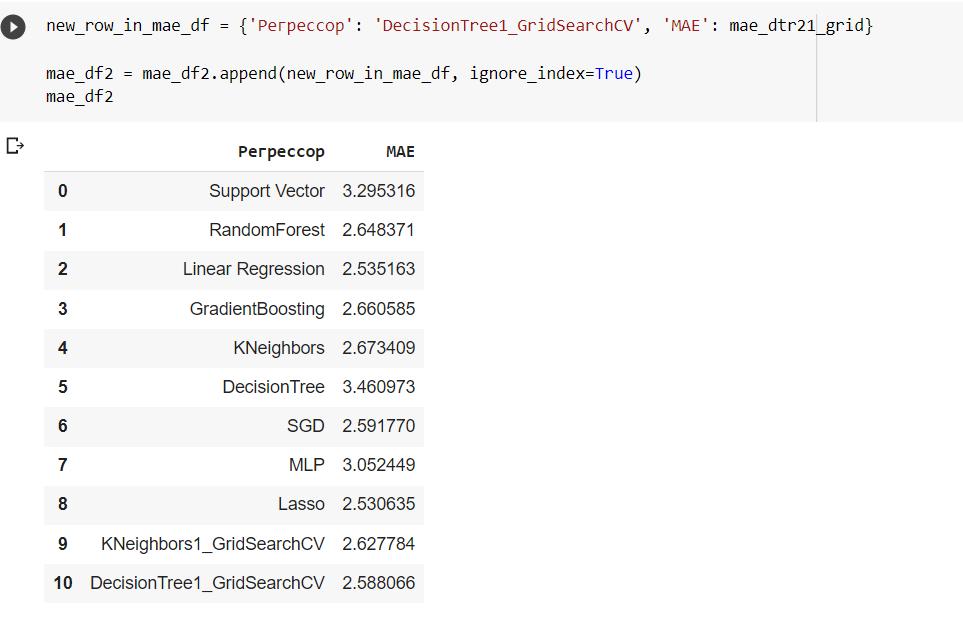 new_row_in_mae_df = {'Регрессор': 'DecisionTree1_GridSearchCV', 'MAE': mae_dtr21_grid}
mae_df2 = mae_df2.append(new_row_in_mae_df, ignore_index=True)
mae_df2
Регрессор MAE
0 Support Vector 3.295316
1 RandomForest 2.648371
2 Linear Regression 2.535163
3 GradientBoosting 2.660585
4 KNeighbors 2.673409
5 DecisionTree 3.460973
6 SGD 2.591770
7 MLP 3.052449
8 Lasso 2.530635
9 KNeighbors1_GridSearchCV 2.627784
10 DecisionTree1_GridSearchCV 2.588066